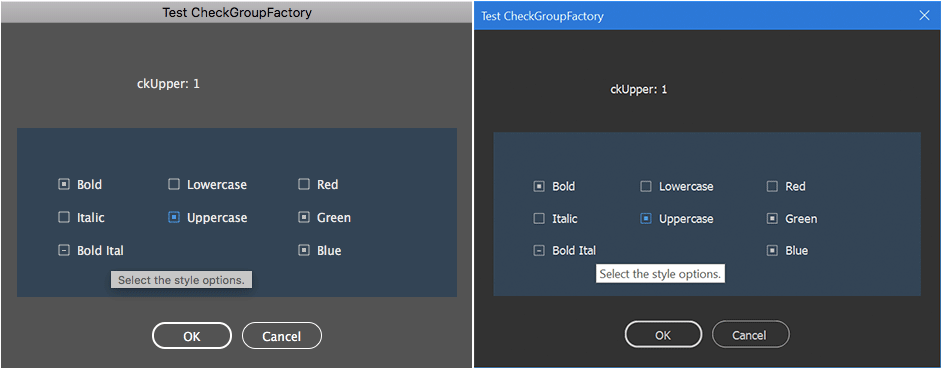 Test CheckGroupFactory
ckUpper: 1
Bold Lowercase Red
Italic Uppercase Green
Bold Ital Blue
Select the style options.
OK Cancel
Test CheckGroupFactory
ckUpper: 1
Bold Lowercase Red
Italic Uppercase Green
Bold Ital Blue
Select the style options.
OK Cancel